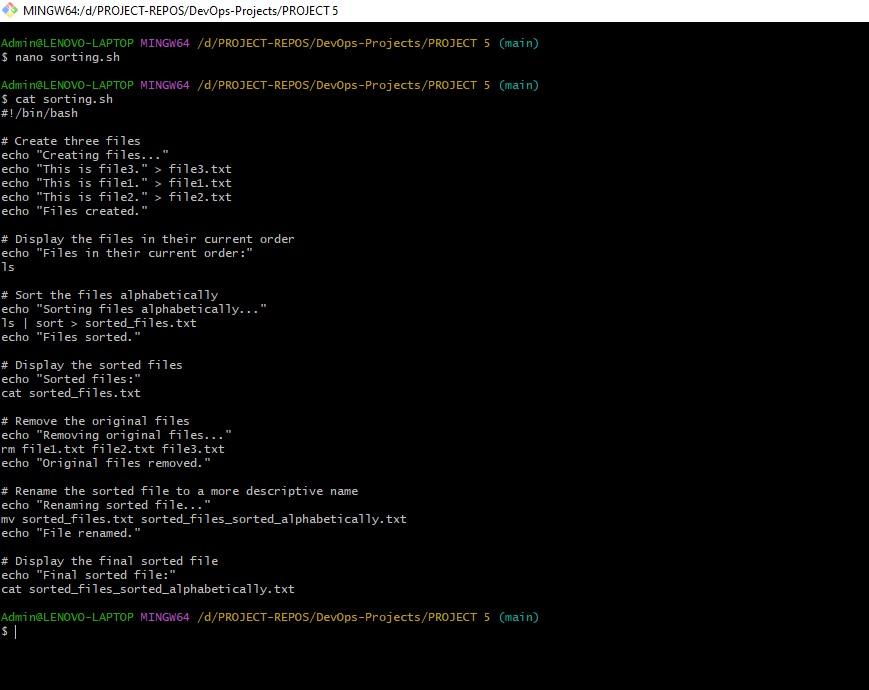 MINGW64:/d/PROJECT-REPOS/DevOps-Projects/PROJECT 5
Admin@LENOVO-LAPTOP MINGW64 /d/PROJECT-REPOS/DevOps-Projects/PROJECT 5 (main)
$ nano sorting.sh
Admin@LENOVO-LAPTOP MINGW64 /d/PROJECT-REPOS/DevOps-Projects/PROJECT 5 (main)
$ cat sorting.sh
#!/bin/bash
# Create three files
echo "Creating files..."
echo "This is file3." > file3.txt
echo "This is file1." > file1.txt
echo "This is file2." > file2.txt
echo "Files created."
# Display the files in their current order
echo "Files in their current order:"
ls
# Sort the files alphabetically
echo "Sorting files alphabetically..."
ls | sort > sorted_files.txt
echo "Files sorted."
# Display the sorted files
echo "Sorted files:"
cat sorted_files.txt
# Remove the original files
echo "Removing original files..."
rm file1.txt file2.txt file3.txt
echo "Original files removed."
# Rename the sorted file to a more descriptive name
echo "Renaming sorted file..."
mv sorted_files.txt sorted_files_sorted_alphabetically.txt
echo "File renamed."
# Display the final sorted file
echo "Final sorted file:"
cat sorted_files_sorted_alphabetically.txt
Admin@LENOVO-LAPTOP MINGW64 /d/PROJECT-REPOS/DevOps-Projects/PROJECT 5 (main)
$